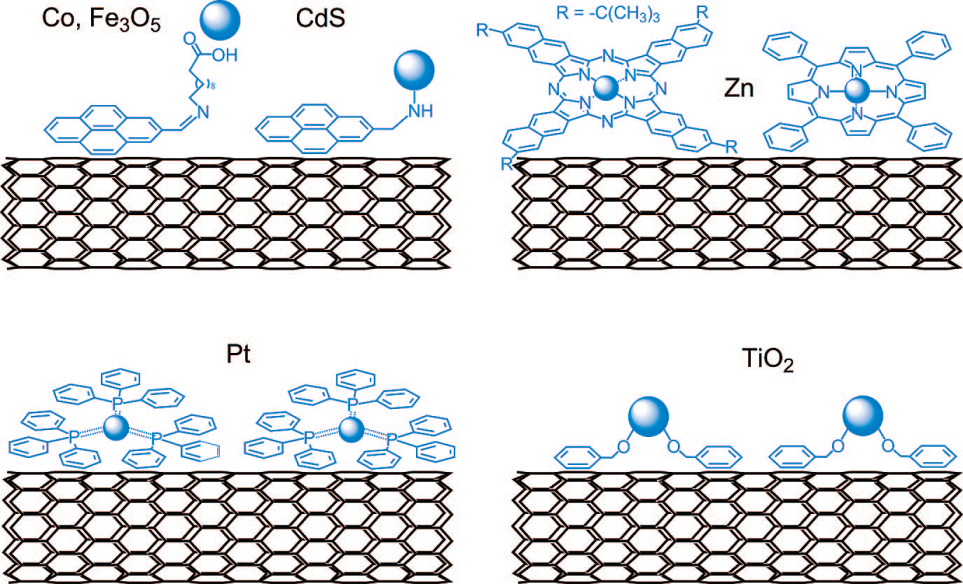 Co, Fe₃O₅
CdS
R = -C(CH₃)₃
Zn
O
OH
8
N
NH
R
R
N
N
N
N
N
N
N
N
R
R
N
N
N
N
Pt
TiO₂
P
P
P
P
P
P
O
O
O
O